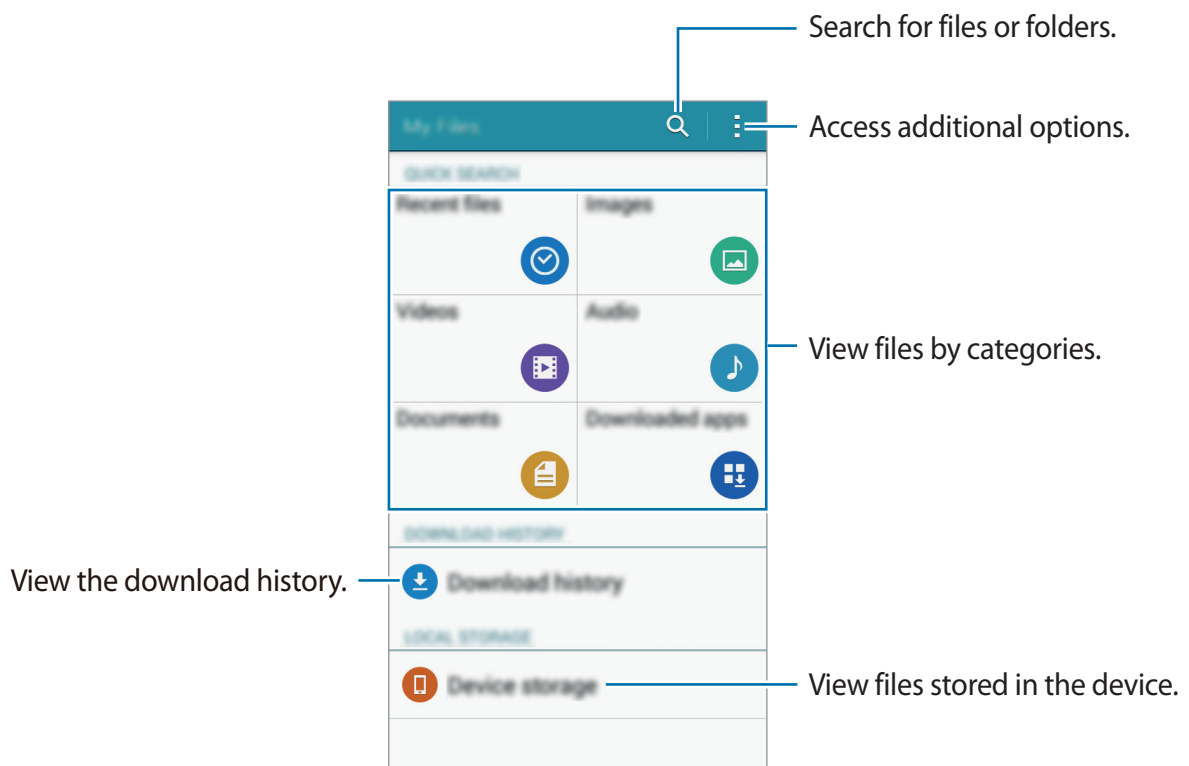 Search for files or folders.
My Files
Access additional options.
QUICK SEARCH
Recent files
Images
Videos
Audio
View files by categories.
Documents
Downloaded apps
DOWNLOAD HISTORY
View the download history.
Download history
LOCAL STORAGE
Device storage
View files stored in the device.